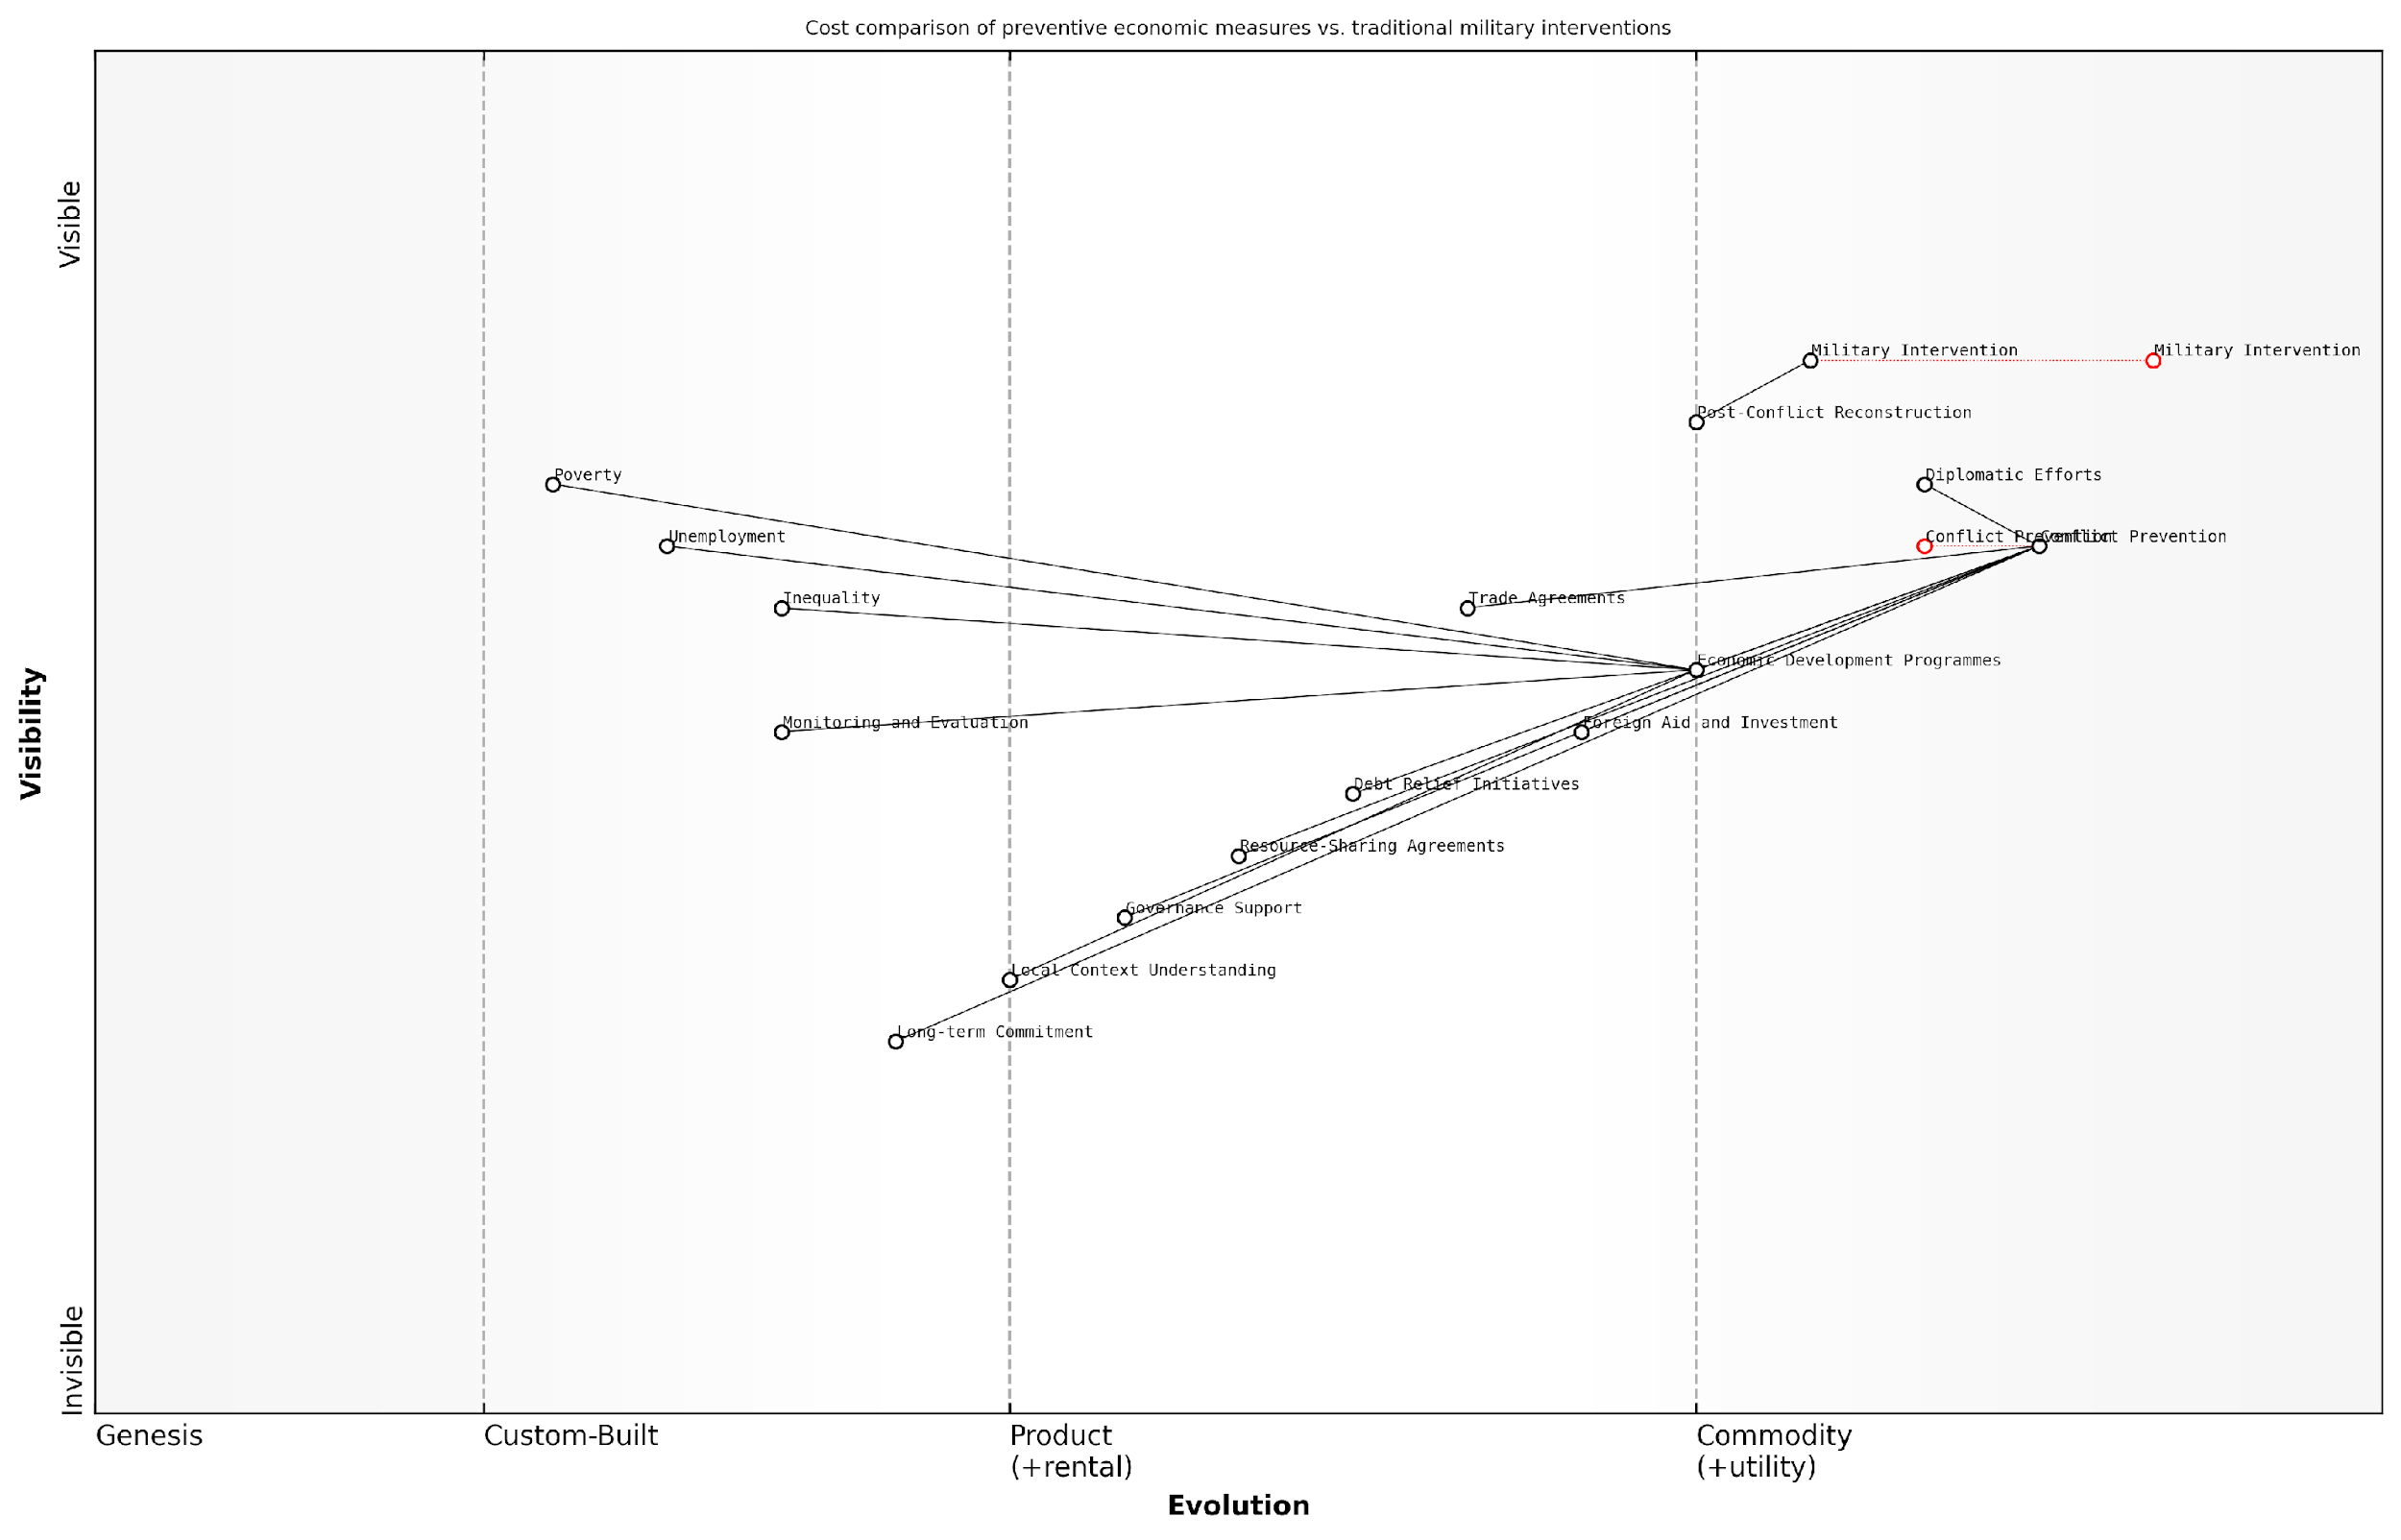 Cost comparison of preventive economic measures vs. traditional military interventions
Visible
Visibility
Invisible
Military Intervention
Military Intervention
Post-Conflict Reconstruction
Poverty
Diplomatic Efforts
Unemployment
Conflict Prevention
Conflict Prevention
Inequality
Trade Agreements
Economic Development Programmes
Monitoring and Evaluation
Foreign Aid and Investment
Debt Relief Initiatives
Resource-Sharing Agreements
Governance Support
Local Context Understanding
Long-term Commitment
Genesis
Custom-Built
Product
(+rental)
Commodity
(+utility)
Evolution